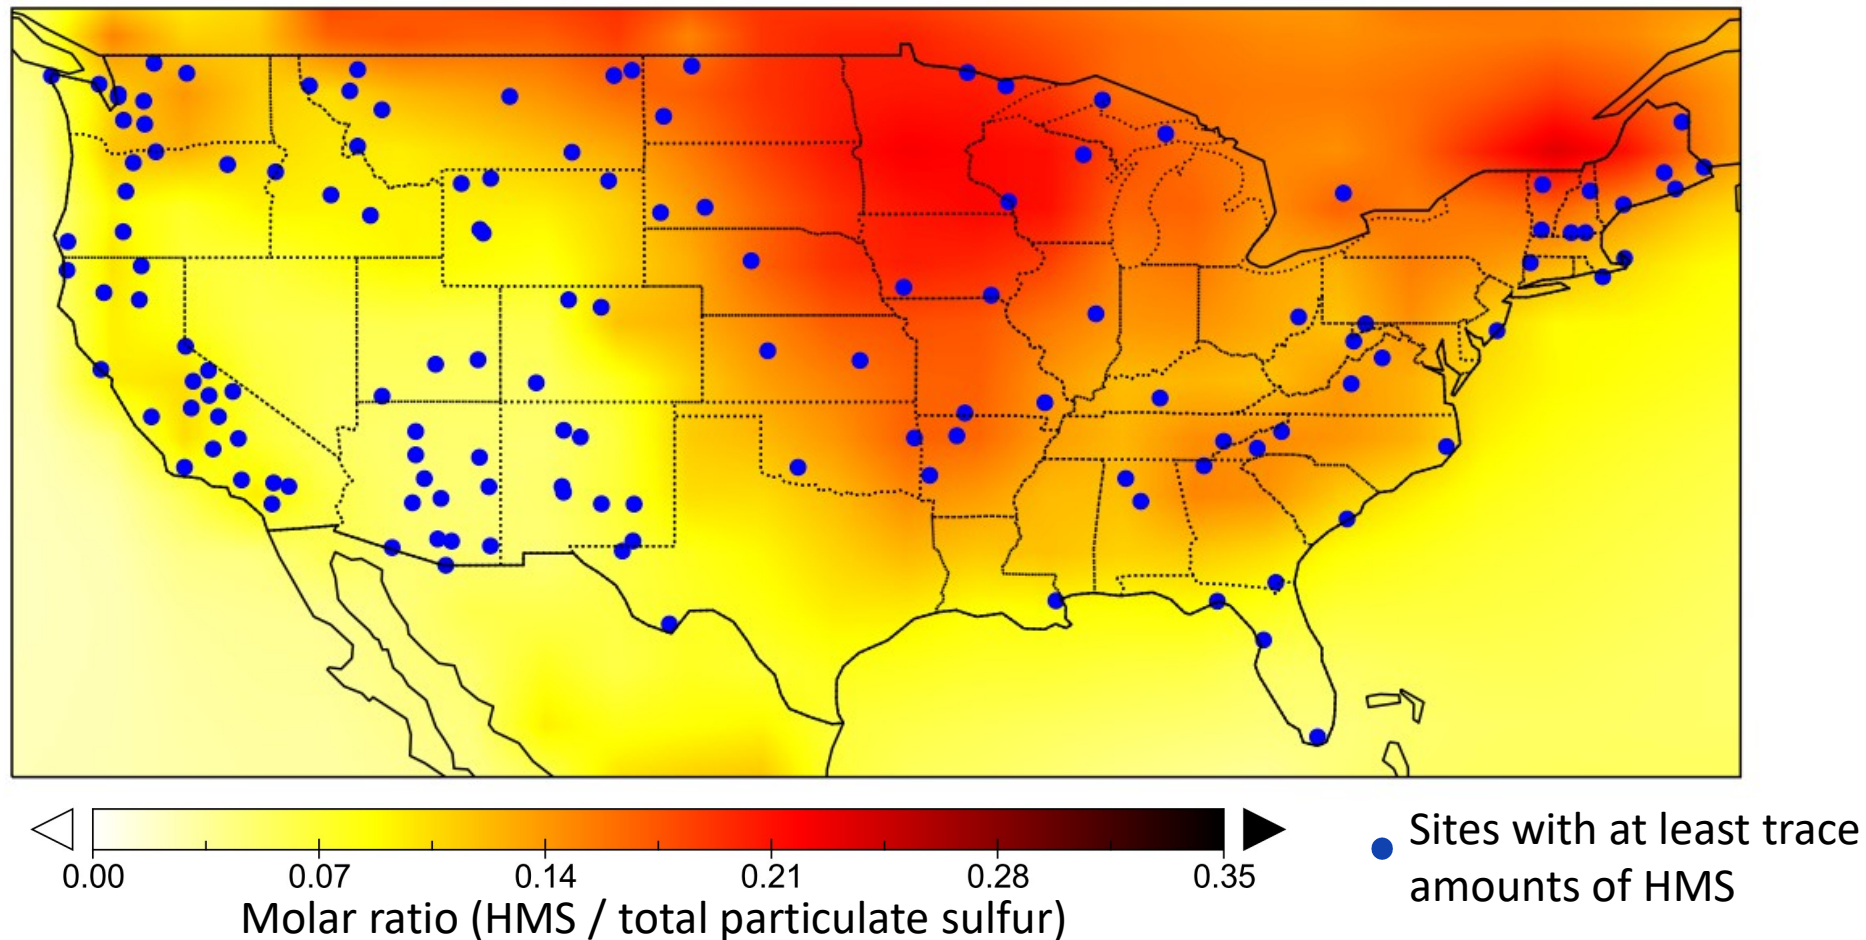 0.00 0.07 0.14 0.21 0.28 0.35
Molar ratio (HMS / total particulate sulfur)
Sites with at least trace
amounts of HMS